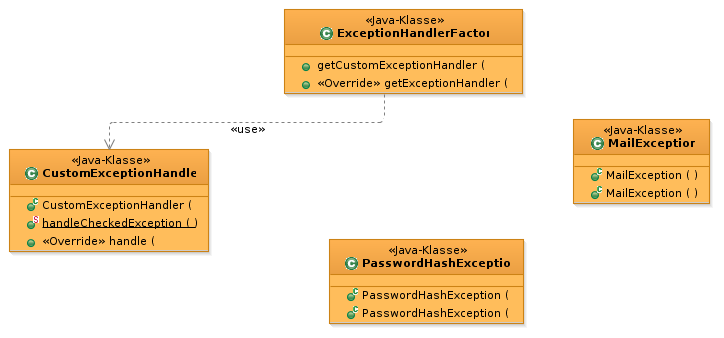 «Java-Klasse»
ExceptionHandlerFactor
getCustomExceptionHandler (
«Override» getExceptionHandler (
«use»
«Java-Klasse»
CustomExceptionHandle
CustomExceptionHandler (
handleCheckedException ( )
«Override» handle (
«Java-Klasse»
MailException
MailException ( )
MailException ( )
«Java-Klasse»
PasswordHashExceptio
PasswordHashException (
PasswordHashException (